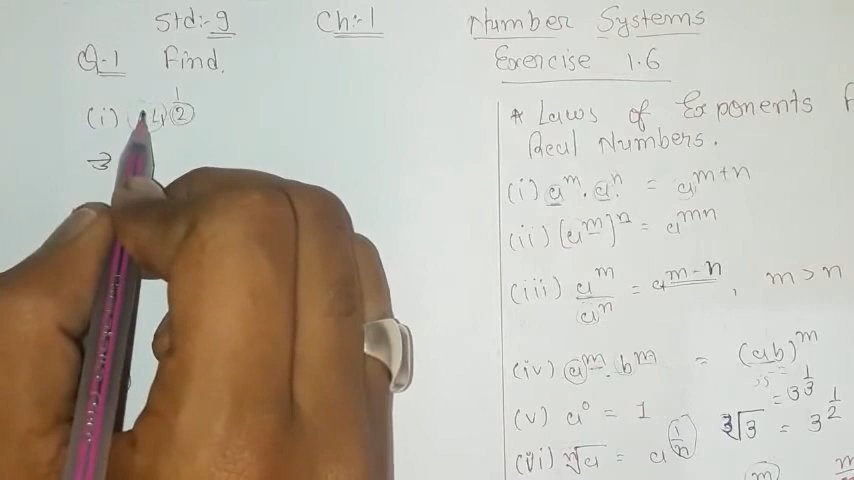 Std:-9 Ch:-1 Number Systems
Q-1 Find. Exercise 1.6
(i) 4) 1/2
⇒
* Laws of Exponents F
Real Numbers.
(i) a^m . a^n = a^m+n
(ii) (a^m)^n = a^mn
(iii) a^m/a^n = a^m-n , m > n
(iv) a^m . b^m = (ab)^m
= 3^1/3
(v) a^0 = 1 ∛3 = 3^1/2
(vi) ⁿ√a = a^1/n
m m